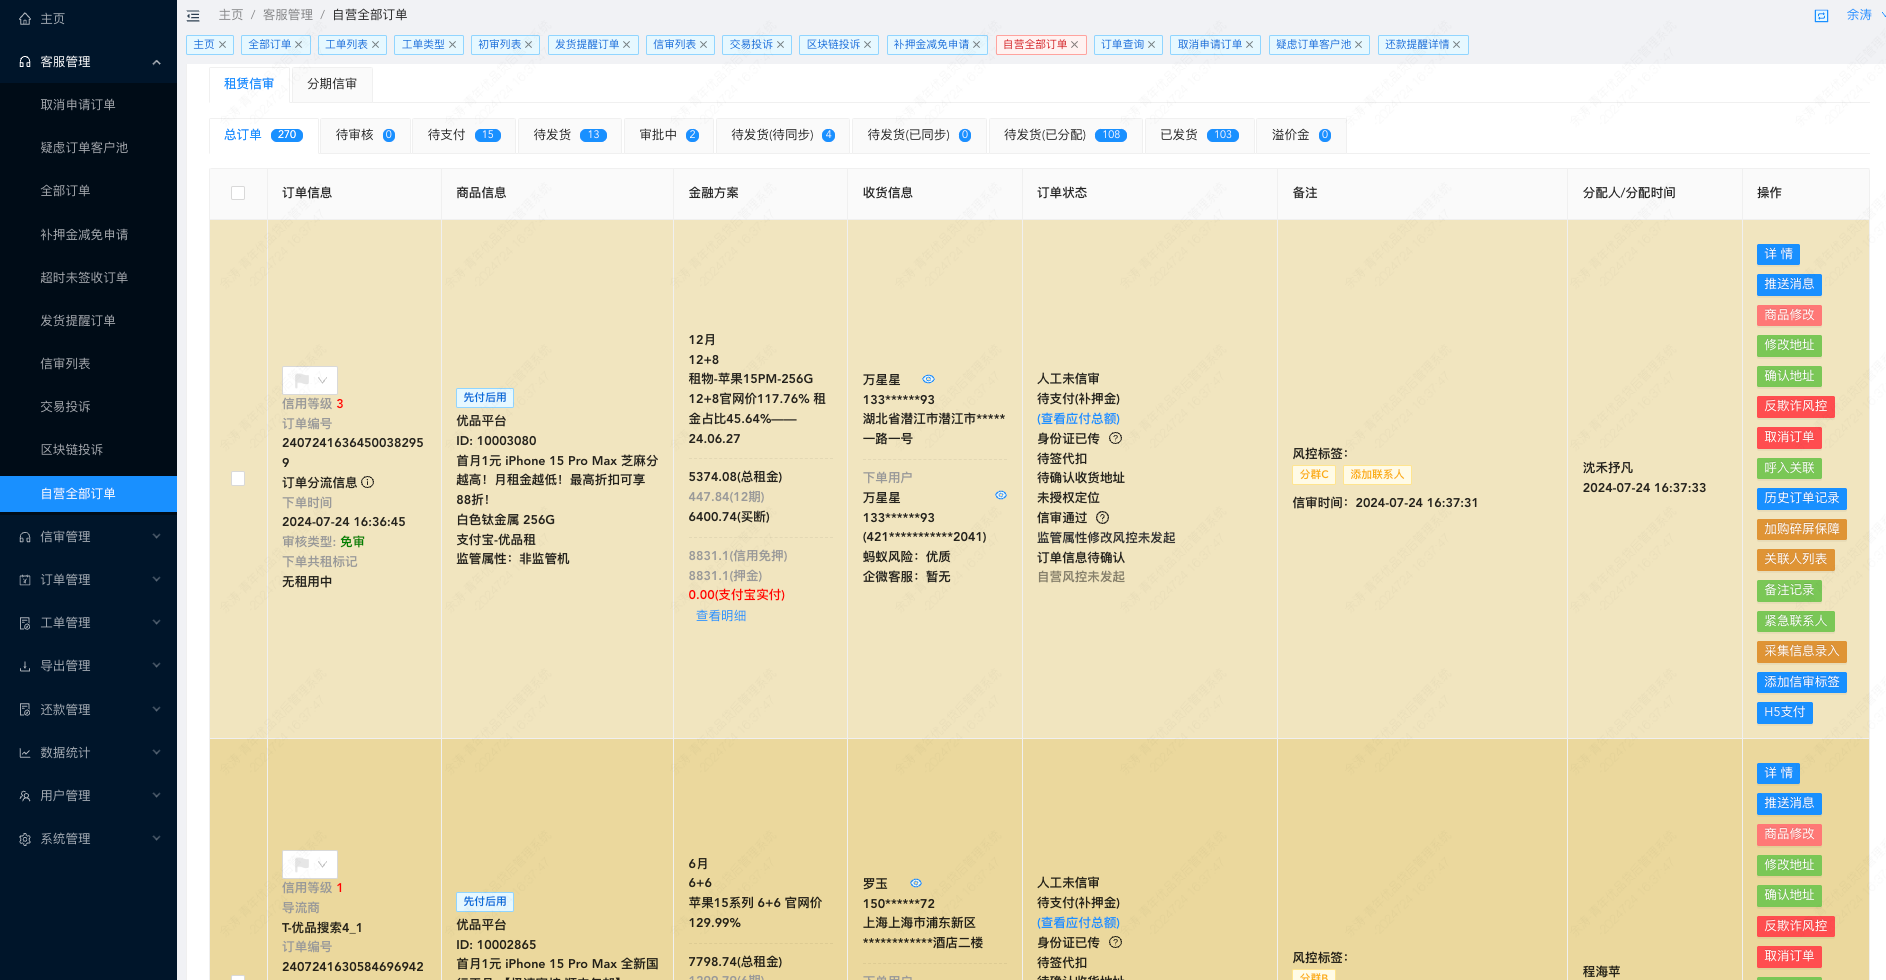 主页
客服管理
取消申请订单
疑虑订单客户池
全部订单
补押金减免申请
超时未签收订单
发货提醒订单
信审列表
交易投诉
区块链投诉
自营全部订单
信审管理
订单管理
工单管理
导出管理
还款管理
数据统计
用户管理
系统管理
主页 / 客服管理 / 自营全部订单
余涛
主页 全部订单 工单列表 工单类型 初审列表 发货提醒订单 信审列表 交易投诉 区块链投诉 补押金减免申请 自营全部订单 订单查询 取消申请订单 疑虑订单客户池 还款提醒详情
租赁信审 分期信审
总订单 270 待审核 0 待支付 15 待发货 13 审批中 2 待发货(待同步) 4 待发货(已同步) 0 待发货(已分配) 108 已发货 103 溢价金 0
订单信息 商品信息 金融方案 收货信息 订单状态 备注 分配人/分配时间 操作
信用等级 3
订单编号
2407241636450038295
9
订单分流信息
下单时间
2024-07-24 16:36:45
审核类型: 免审
下单共租标记
无租用中
先付后用
优品平台
ID: 10003080
首月1元 iPhone 15 Pro Max 芝麻分
越高！月租金越低！最高折扣可享
88折！
白色钛金属 256G
支付宝-优品租
监管属性：非监管机
12月
12+8
租物-苹果15PM-256G
12+8官网价117.76% 租
金占比45.64%——
24.06.27
5374.08(总租金)
447.84(12期)
6400.74(买断)
8831.1(信用免押)
8831.1(押金)
0.00(支付宝实付)
查看明细
万星星
133******93
湖北省潜江市潜江市*****
一路一号
下单用户
万星星
133******93
(421***********2041)
蚂蚁风险：优质
企微客服：暂无
人工未信审
待支付(补押金)
(查看应付总额)
身份证已传
待签代扣
待确认收货地址
未授权定位
信审通过
监管属性修改风控未发起
订单信息待确认
自营风控未发起
风控标签：
分群C 添加联系人
信审时间：2024-07-24 16:37:31
沈禾抒凡
2024-07-24 16:37:33
详 情
推送消息
商品修改
修改地址
确认地址
反欺诈风控
取消订单
呼入关联
历史订单记录
加购碎屏保障
关联人列表
备注记录
紧急联系人
采集信息录入
添加信审标签
H5支付
信用等级 1
导流商
T-优品搜索4_1
订单编号
2407241630584696942
先付后用
优品平台
ID: 10002865
首月1元 iPhone 15 Pro Max 全新国
6月
6+6
苹果15系列 6+6 官网价
129.99%
7798.74(总租金)
罗玉
150******72
上海上海市浦东新区
************酒店二楼
下单用户
人工未信审
待支付(补押金)
(查看应付总额)
身份证已传
待签代扣
待确认收货地址
风控标签：
分群B
程海苹
详 情
推送消息
商品修改
修改地址
确认地址
反欺诈风控
取消订单